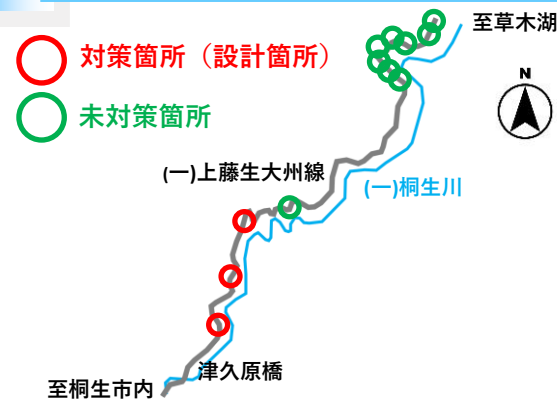 至草木湖
対策箇所（設計箇所）
N
未対策箇所
(一)上藤生大州線
(一)桐生川
津久原橋
至桐生市内